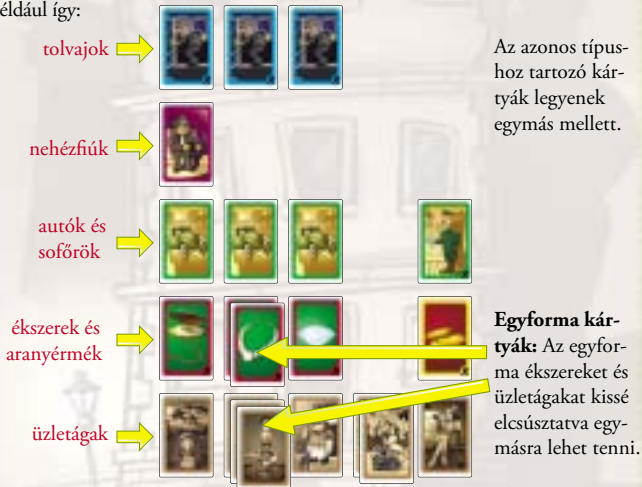 éldául így:
tolvajok
Az azonos típus-
hoz tartozó kár-
tyák legyenek
egymás mellett.
nehézfiúk
autók és
sofőrök
ékszerek és
aranyérmék
Egyforma kár-
tyák: Az egyfor-
ma ékszereket és
üzletágakat kissé
elcsúsztatva egy-
másra lehet tenni.
üzletágak